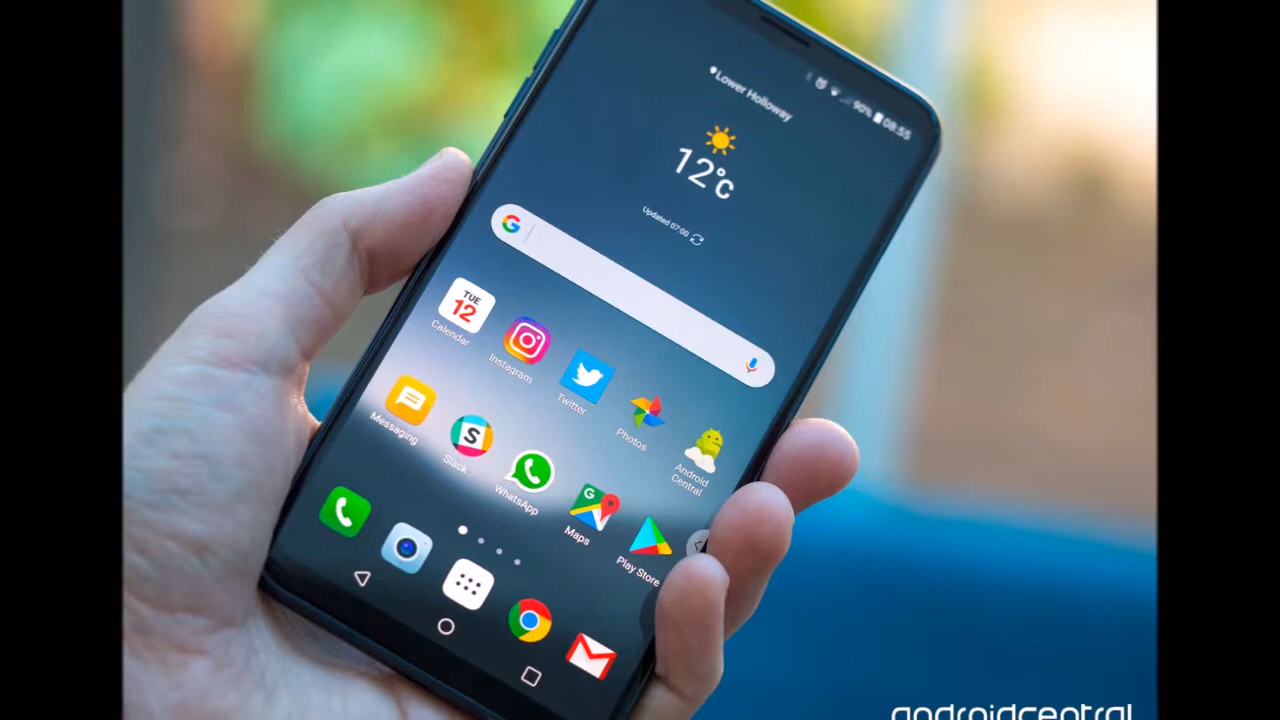 90% 08:55
Lower Holloway
12°c
Updated 07:00
G
TUE
12
Calendar
Instagram
Twitter
Photos
Android
Central
Messaging
S
Slack
WhatsApp
G
Maps
Play Store
androidcentral